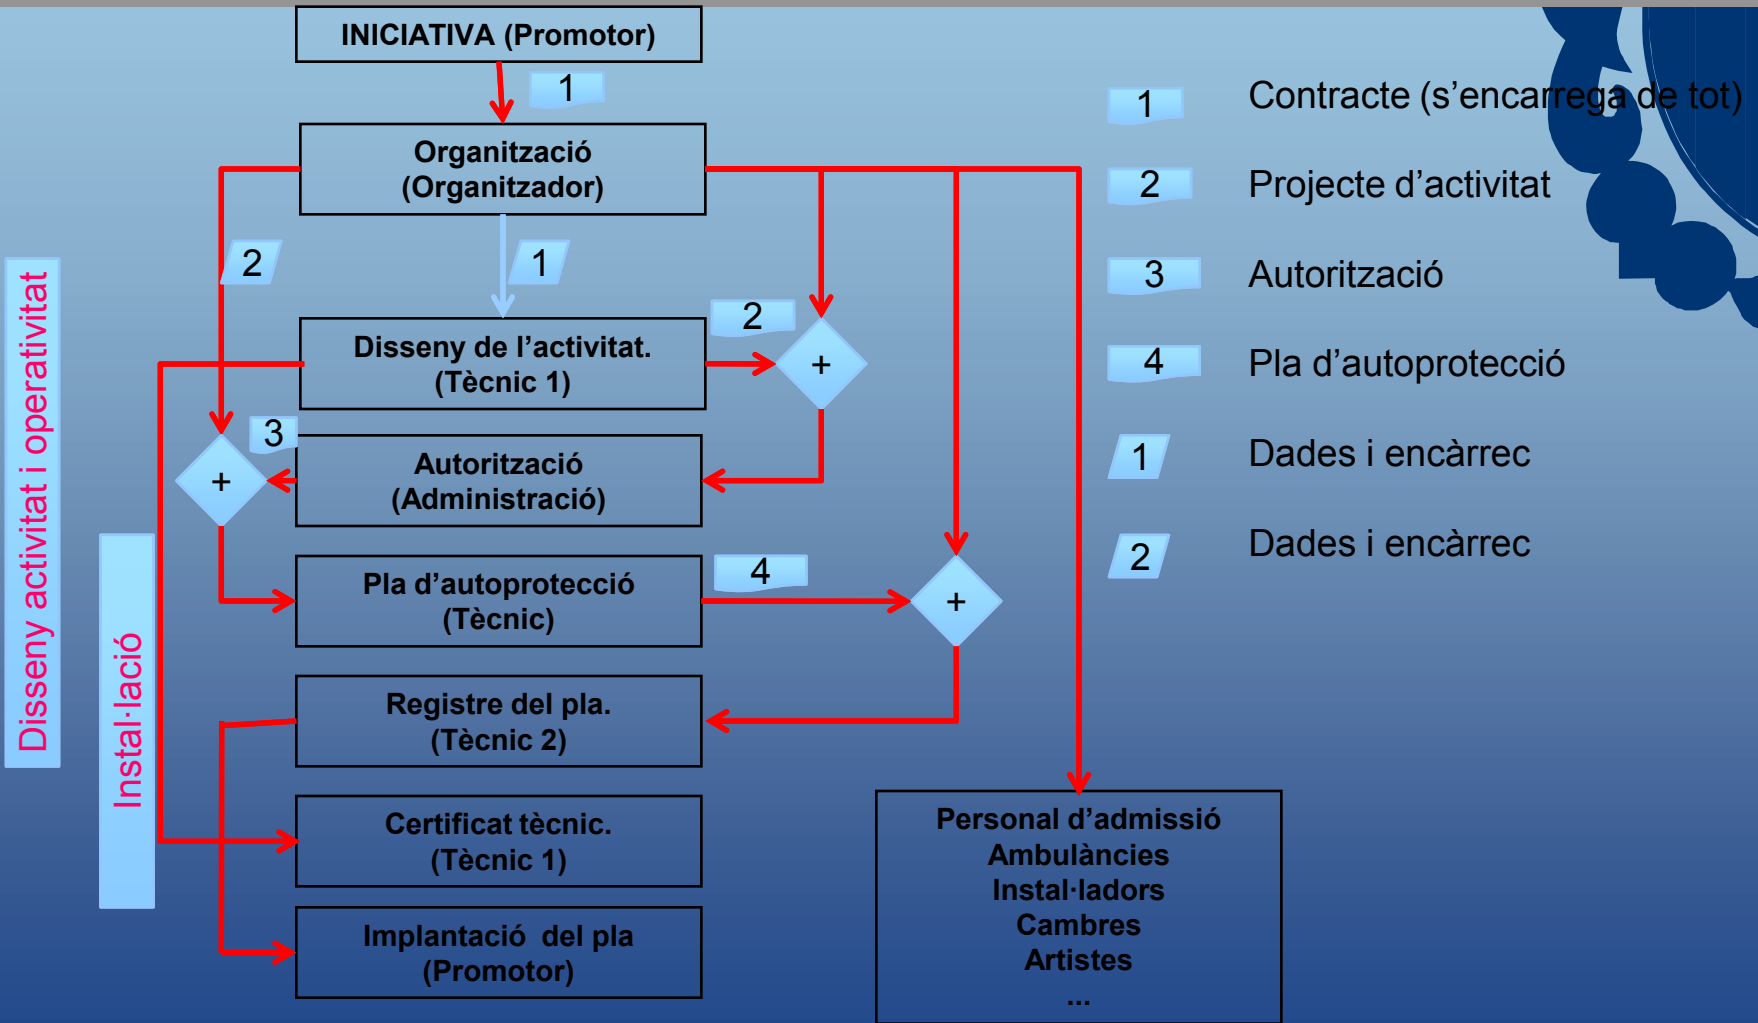 INICIATIVA (Promotor)
1
Organització
(Organitzador)
2
1
Disseny de l’activitat.
(Tècnic 1)
2
+
3
+
Autorització
(Administració)
Pla d’autoprotecció
(Tècnic)
4
+
Registre del pla.
(Tècnic 2)
Certificat tècnic.
(Tècnic 1)
Implantació del pla
(Promotor)
Personal d’admissió
Ambulàncies
Instal·ladors
Cambres
Artistes
...
Disseny activitat i operativitat
Instal·lació
1 Contracte (s’encarrega de tot)
2 Projecte d’activitat
3 Autorització
4 Pla d’autoprotecció
1 Dades i encàrrec
2 Dades i encàrrec